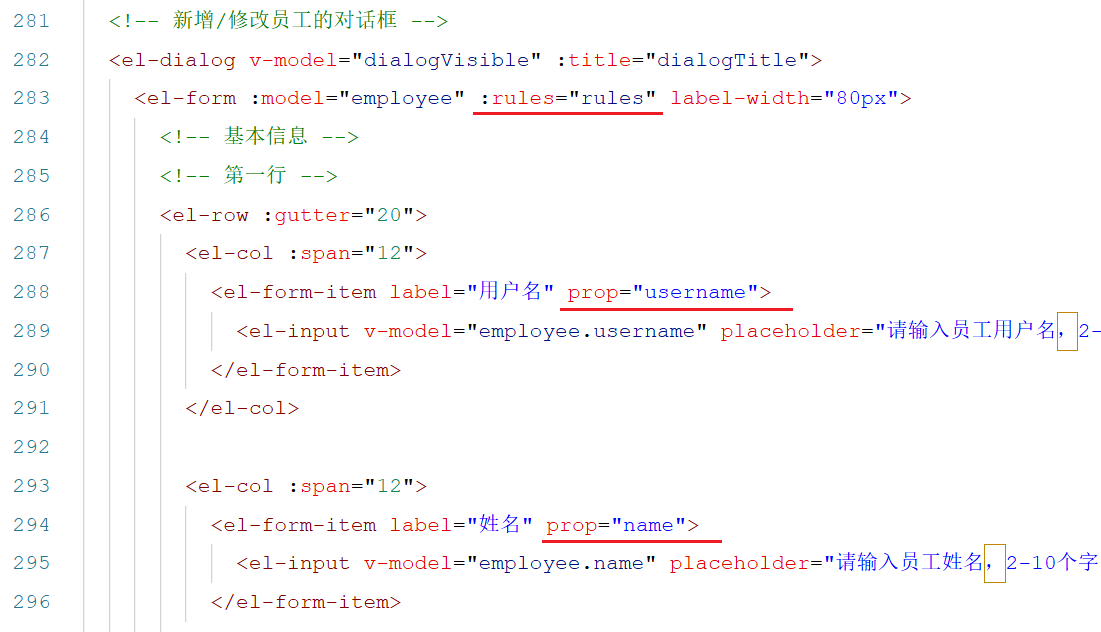 281 <!-- 新增/修改员工的对话框 -->
282 <el-dialog v-model="dialogVisible" :title="dialogTitle">
283 <el-form :model="employee" :rules="rules" label-width="80px">
284 <!-- 基本信息 -->
285 <!-- 第一行 -->
286 <el-row :gutter="20">
287 <el-col :span="12">
288 <el-form-item label="用户名" prop="username">
289 <el-input v-model="employee.username" placeholder="请输入员工用户名，2-
290 </el-form-item>
291 </el-col>
292
293 <el-col :span="12">
294 <el-form-item label="姓名" prop="name">
295 <el-input v-model="employee.name" placeholder="请输入员工姓名，2-10个字
296 </el-form-item>